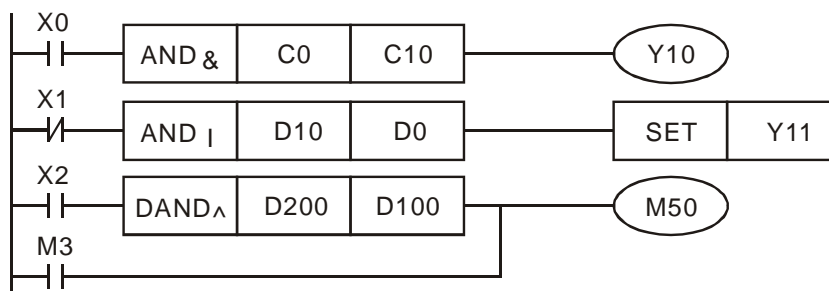 X0
AND & C0 C10 Y10
X1
AND | D10 D0 SET Y11
X2
DAND^ D200 D100 M50
M3